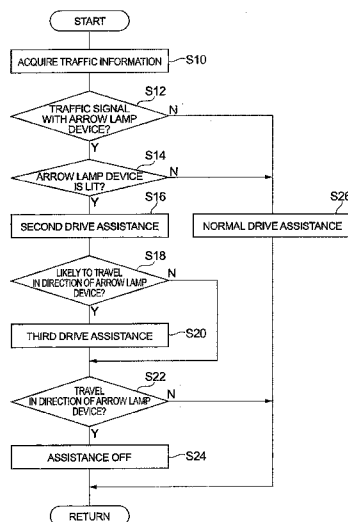 START
ACQUIRE TRAFFIC INFORMATION
S10
S12
TRAFFIC SIGNAL
WITH ARROW LAMP
DEVICE?
N
Y
S14
ARROW LAMP DEVICE
IS LIT?
N
Y
S16
SECOND DRIVE ASSISTANCE
S26
NORMAL DRIVE ASSISTANCE
S18
LIKELY TO TRAVEL
IN DIRECTION OF ARROW LAMP
DEVICE?
N
Y
THIRD DRIVE ASSISTANCE
S20
S22
TRAVEL
IN DIRECTION OF ARROW LAMP
DEVICE?
N
Y
ASSISTANCE OFF
S24
RETURN